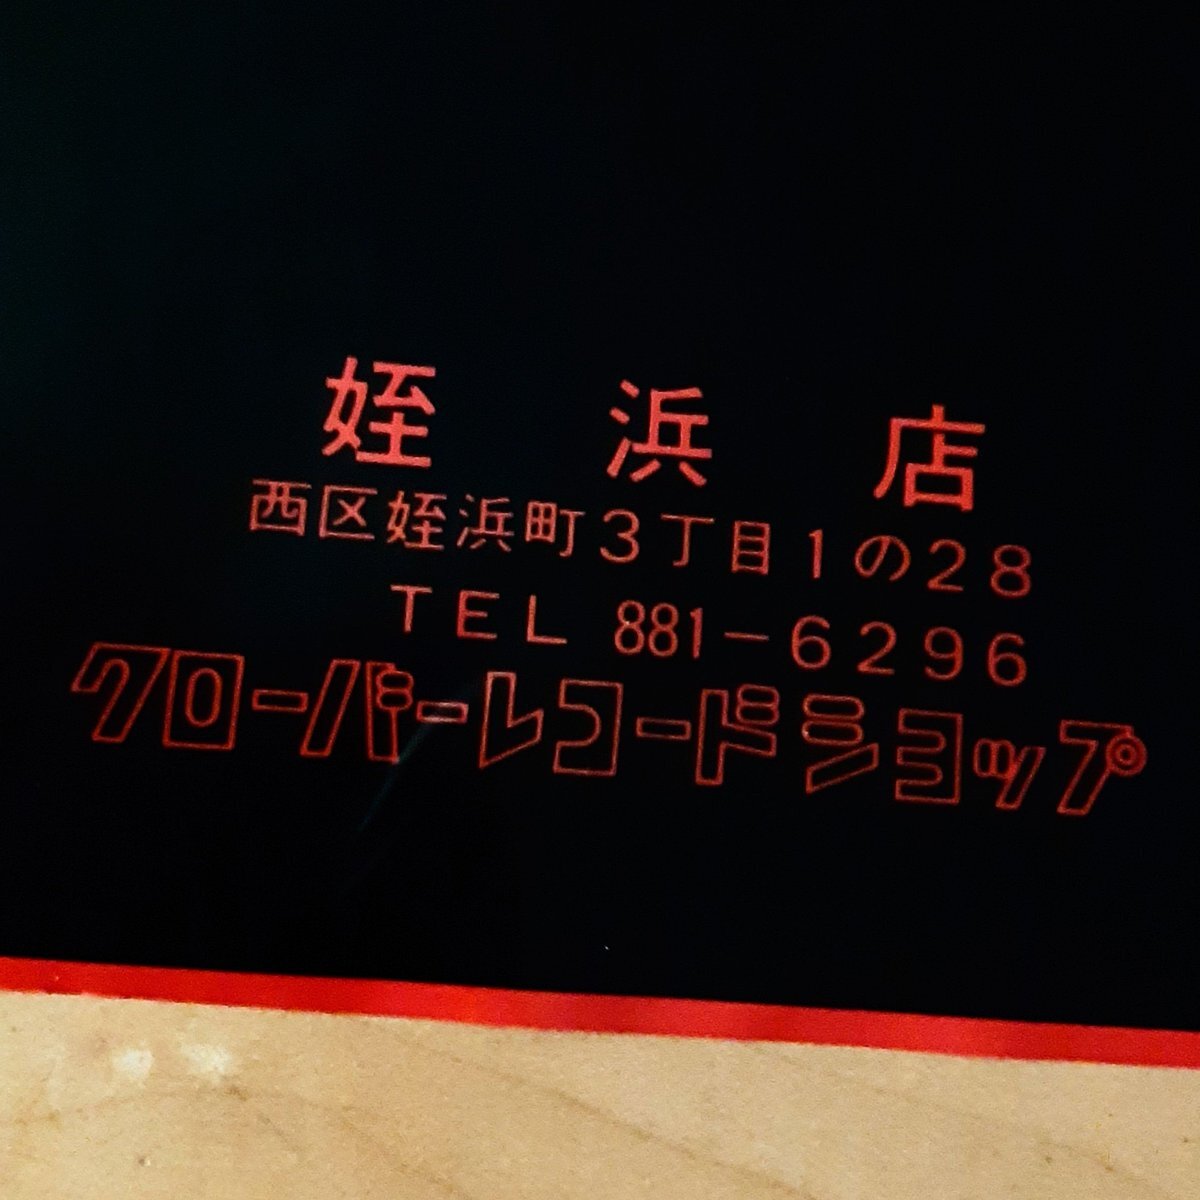 姪浜店
西区姪浜町3丁目1の28
TEL 881-6296
クローバーレコードショップ